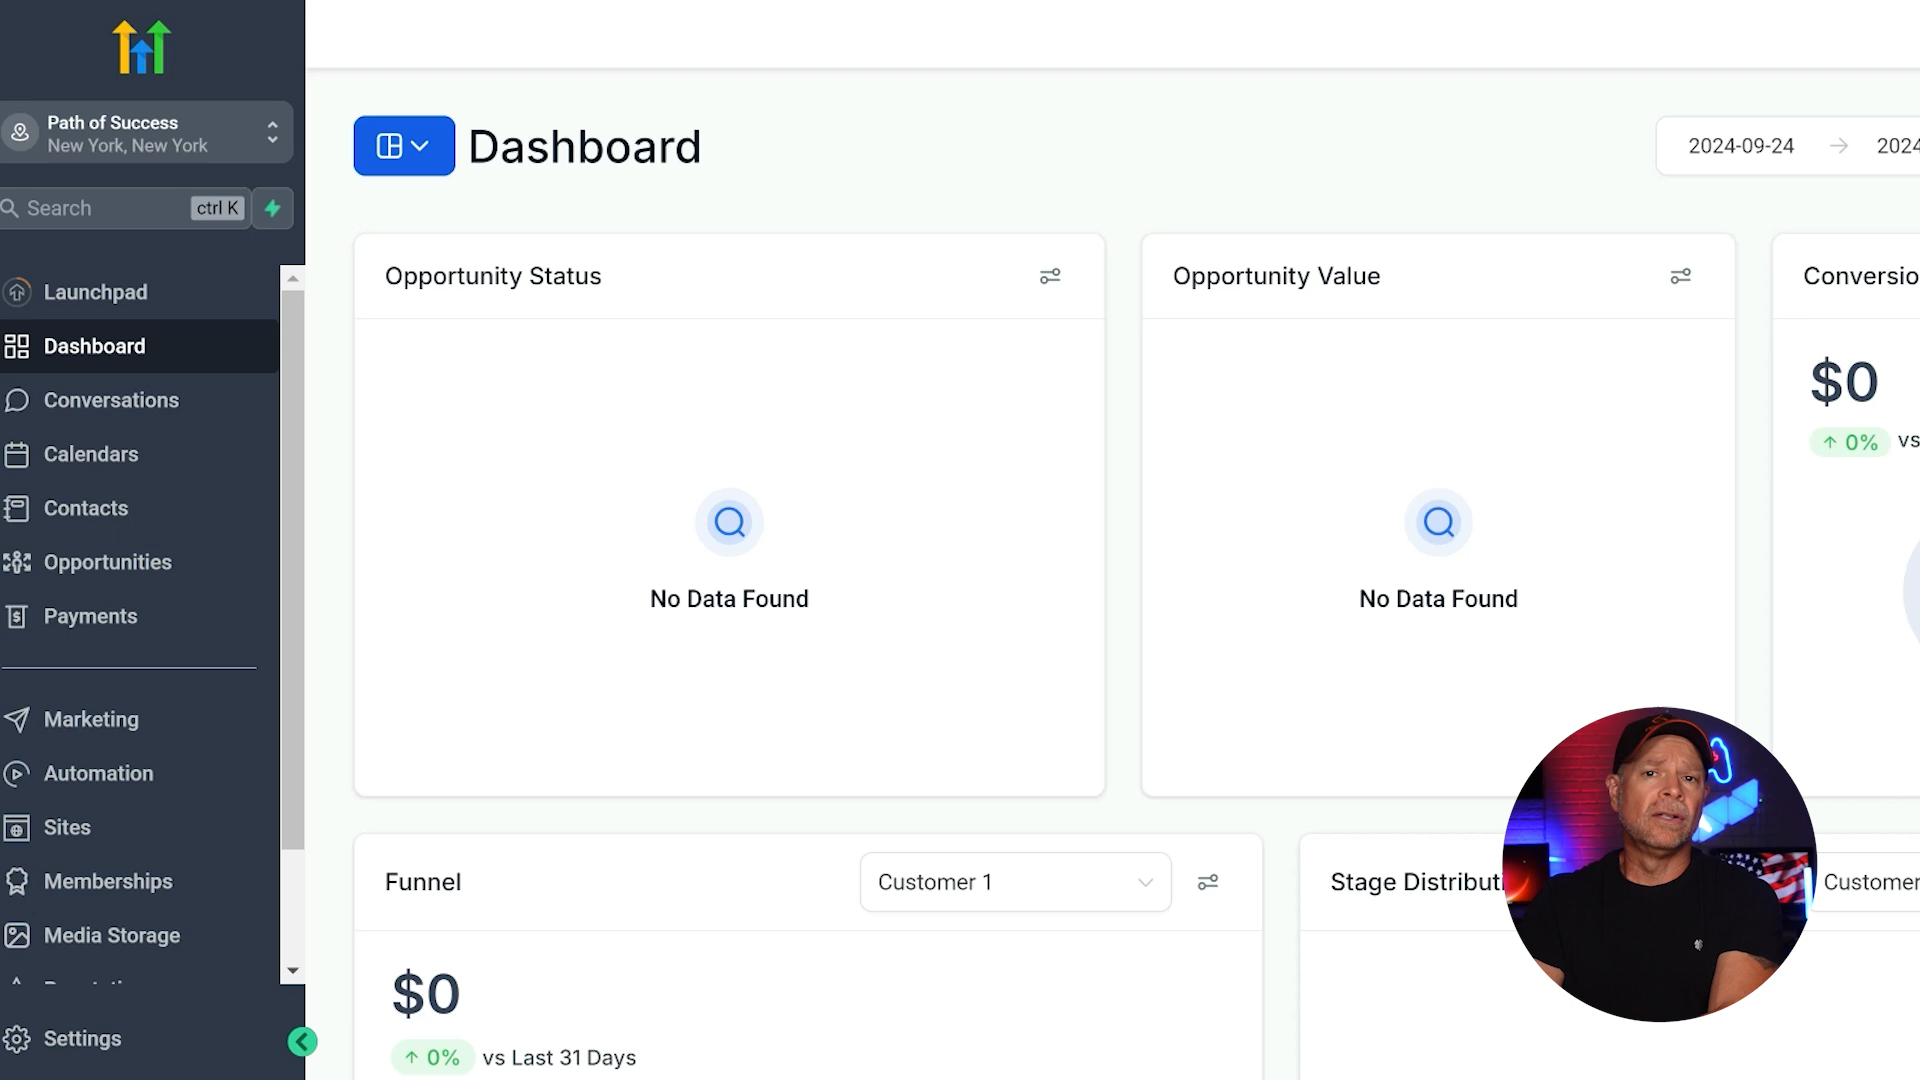 Path of Success
New York, New York
Search
ctrl K
Launchpad
Dashboard
Conversations
Calendars
Contacts
Opportunities
Payments
Marketing
Automation
Sites
Memberships
Media Storage
Settings
Dashboard
2024-09-24
2024
Opportunity Status
No Data Found
Opportunity Value
No Data Found
Conversio
$0
0% vs
Funnel
Customer 1
$0
0% vs Last 31 Days
Stage Distributi
Customer